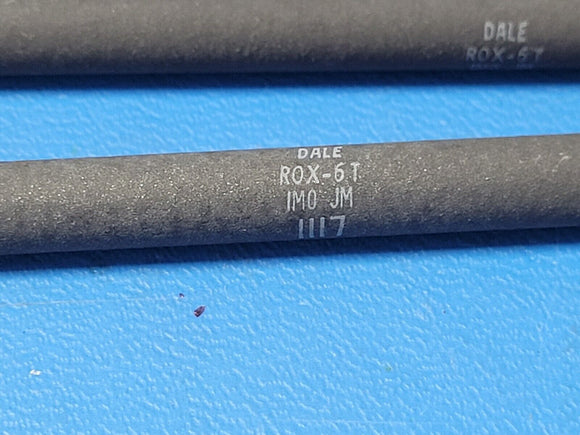 DALE
ROX-6T
DALE
ROX-6T
1M0 JM
1117